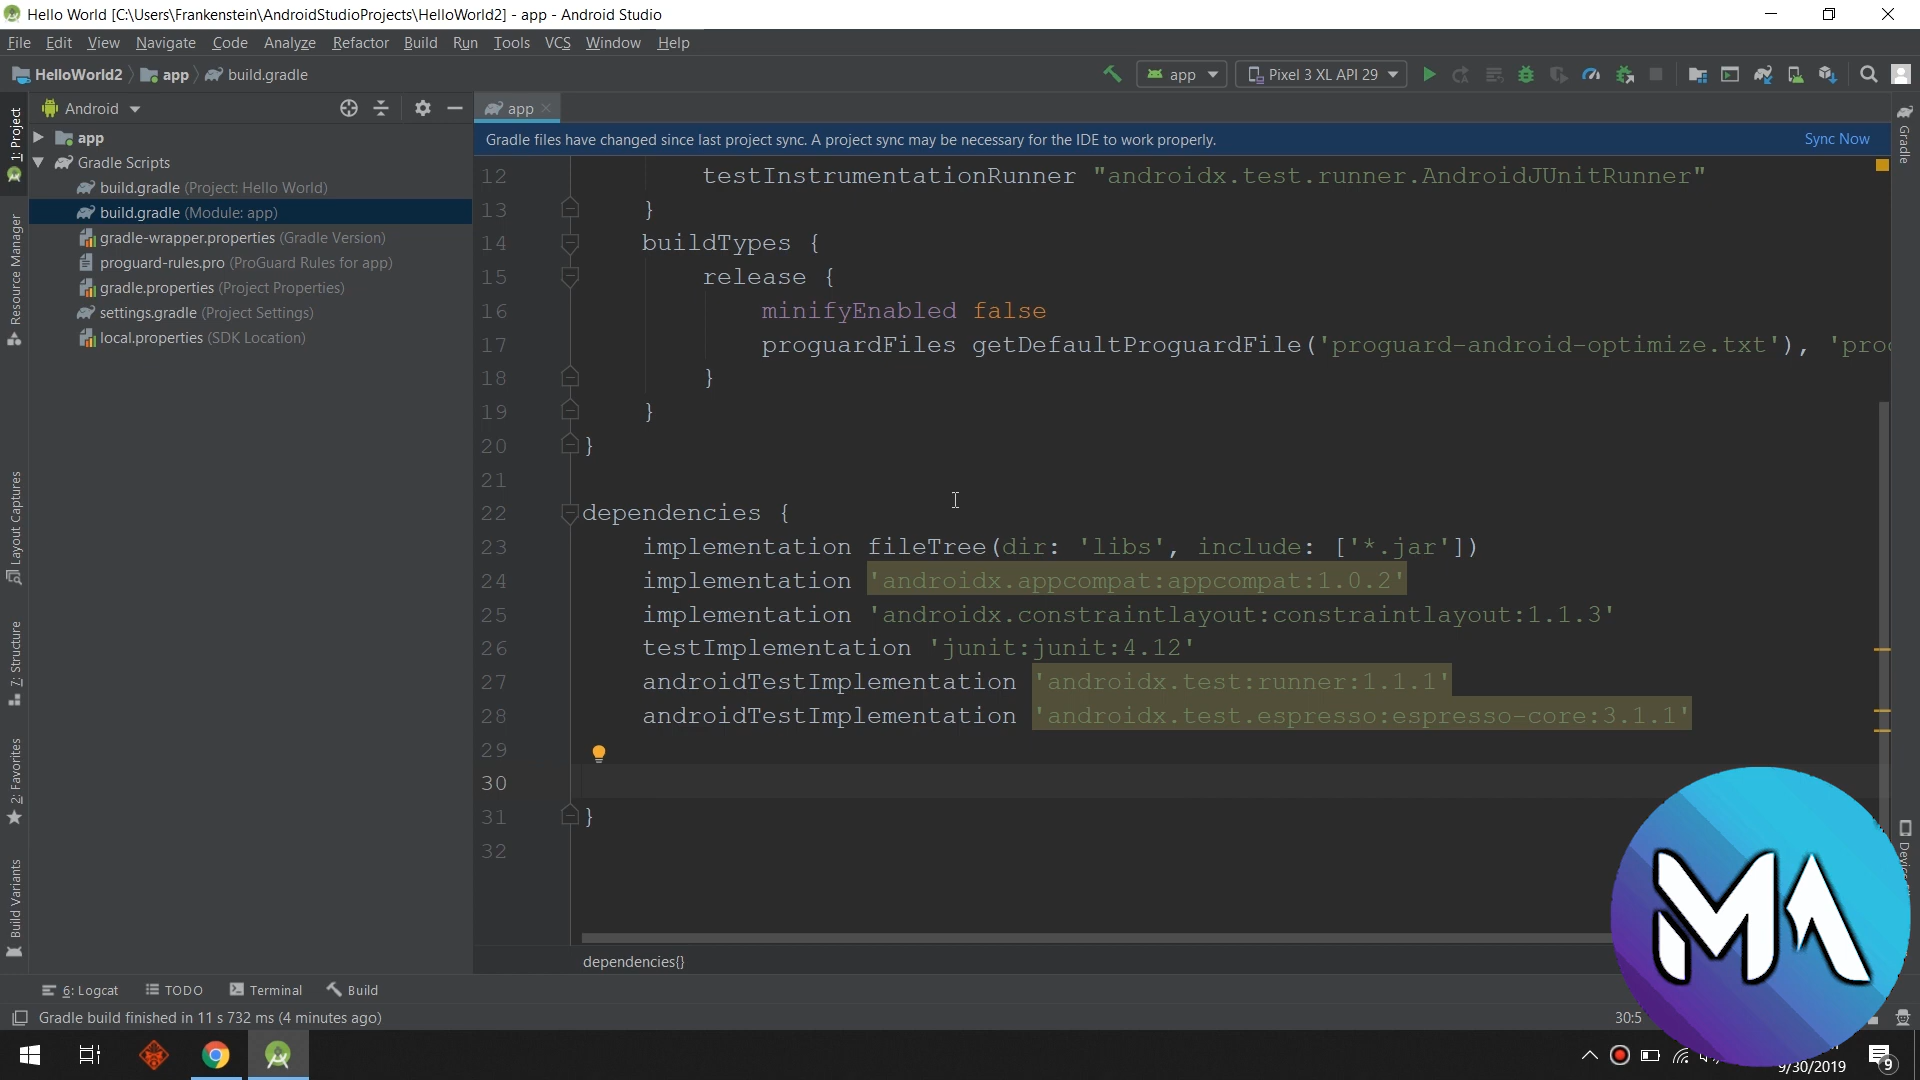 Hello World [C:\Users\Frankenstein\AndroidStudioProjects\HelloWorld2] - app - Android Studio
File Edit View Navigate Code Analyze Refactor Build Run Tools VCS Window Help
HelloWorld2 app build.gradle app Pixel 3 XL API 29
Android
app
Gradle files have changed since last project sync. A project sync may be necessary for the IDE to work properly. Sync Now
app
Gradle Scripts
build.gradle (Project: Hello World)
build.gradle (Module: app)
gradle-wrapper.properties (Gradle Version)
proguard-rules.pro (ProGuard Rules for app)
gradle.properties (Project Properties)
settings.gradle (Project Settings)
local.properties (SDK Location)
1: Project
Resource Manager
Layout Captures
7: Structure
2: Favorites
Build Variants
12 testInstrumentationRunner "androidx.test.runner.AndroidJUnitRunner"
13 }
14 buildTypes {
15 release {
16 minifyEnabled false
17 proguardFiles getDefaultProguardFile('proguard-android-optimize.txt'), 'pro
18 }
19 }
20 }
21
22 dependencies {
23 implementation fileTree(dir: 'libs', include: ['*.jar'])
24 implementation 'androidx.appcompat:appcompat:1.0.2'
25 implementation 'androidx.constraintlayout:constraintlayout:1.1.3'
26 testImplementation 'junit:junit:4.12'
27 androidTestImplementation 'androidx.test:runner:1.1.1'
28 androidTestImplementation 'androidx.test.espresso:espresso-core:3.1.1'
29
30
31 }
32
dependencies{}
Gradle
MA
6: Logcat TODO Terminal Build
Gradle build finished in 11 s 732 ms (4 minutes ago) 30:5
9/30/2019 9